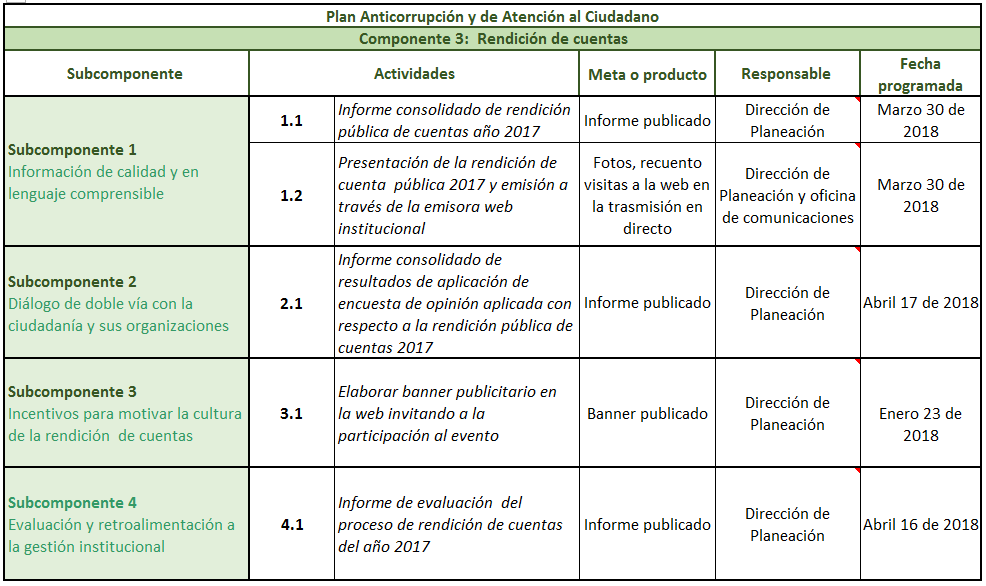 Plan Anticorrupción y de Atención al Ciudadano
Componente 3:  Rendición de cuentas
Subcomponente
Actividades
Meta o producto
Responsable
Fecha
programada
Subcomponente 1
Información de calidad y en
lenguaje comprensible
1.1
Informe consolidado de rendición
pública de cuentas año 2017
Informe publicado
Dirección de
Planeación
Marzo 30 de
2018
1.2
Presentación de la rendición de
cuenta  pública 2017 y emisión a
través de la emisora web
institucional
Fotos, recuento
visitas a la web en
la trasmisión en
directo
Dirección de
Planeación y oficina
de comunicaciones
Marzo 30 de
2018
Subcomponente 2
Diálogo de doble vía con la
ciudadanía y sus organizaciones
2.1
Informe consolidado de
resultados de aplicación de
encuesta de opinión aplicada con
respecto a la rendición pública de
cuentas 2017
Informe publicado
Dirección de
Planeación
Abril 17 de 2018
Subcomponente 3
Incentivos para motivar la cultura
de la rendición  de cuentas
3.1
Elaborar banner publicitario en
la web invitando a la
participación al evento
Banner publicado
Dirección de
Planeación
Enero 23 de
2018
Subcomponente 4
Evaluación y retroalimentación a
la gestión institucional
4.1
Informe de evaluación  del
proceso de rendición de cuentas
del año 2017
Informe publicado
Dirección de
Planeación
Abril 16 de 2018